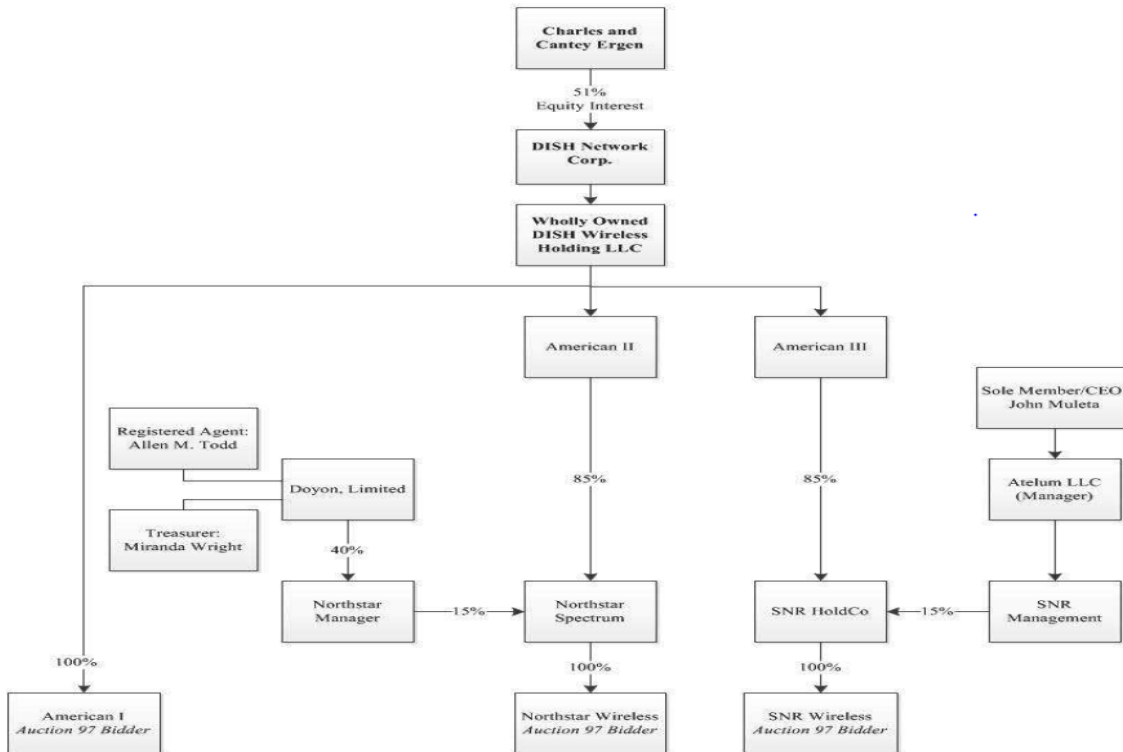 Charles and
Cantey Ergen
51%
Equity Interest
DISH Network
Corp.
Wholly Owned
DISH Wireless
Holding LLC
American II
American III
Sole Member/CEO
John Muleta
Registered Agent:
Allen M. Todd
Doyon, Limited
85%
85%
Atelum LLC
(Manager)
Treasurer:
Miranda Wright
40%
Northstar
Manager
15%
Northstar
Spectrum
SNR HoldCo
15%
SNR
Management
100%
100%
100%
American I
Auction 97 Bidder
Northstar Wireless
Auction 97 Bidder
SNR Wireless
Auction 97 Bidder